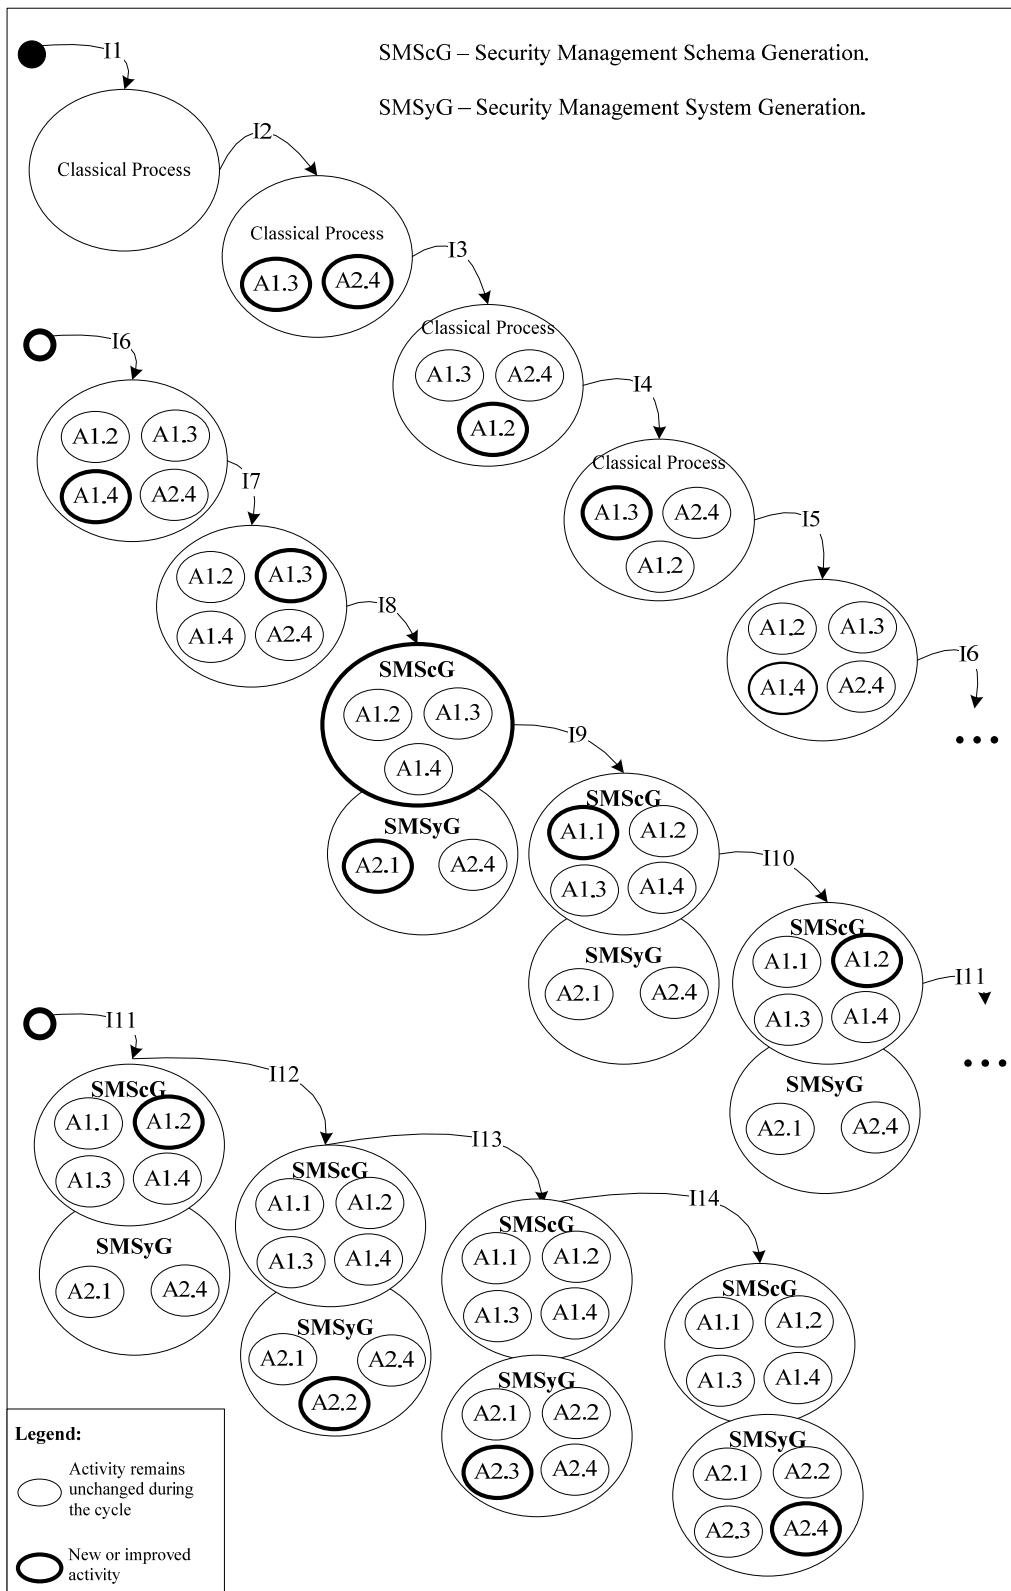 I1
SMScG – Security Management Schema Generation.
SMSyG – Security Management System Generation.
Classical Process
I2
Classical Process
A1.3 A2.4
I3
Classical Process
A1.3 A2.4
A1.2
I4
Classical Process
A1.3 A2.4
A1.2
I5
A1.2 A1.3
A1.4 A2.4
I6
...
I6
A1.2 A1.3
A1.4 A2.4
I7
A1.2 A1.3
A1.4 A2.4
I8
SMScG
A1.2 A1.3
A1.4
SMSyG
A2.1 A2.4
I9
SMScG
A1.1 A1.2
A1.3 A1.4
SMSyG
A2.1 A2.4
I10
SMScG
A1.1 A1.2
A1.3 A1.4
SMSyG
A2.1 A2.4
I11
...
I11
SMScG
A1.1 A1.2
A1.3 A1.4
SMSyG
A2.1 A2.4
I12
SMScG
A1.1 A1.2
A1.3 A1.4
SMSyG
A2.1 A2.4
A2.2
I13
SMScG
A1.1 A1.2
A1.3 A1.4
SMSyG
A2.1 A2.2
A2.3 A2.4
I14
SMScG
A1.1 A1.2
A1.3 A1.4
SMSyG
A2.1 A2.2
A2.3 A2.4
Legend:
Activity remains
unchanged during
the cycle
New or improved
activity